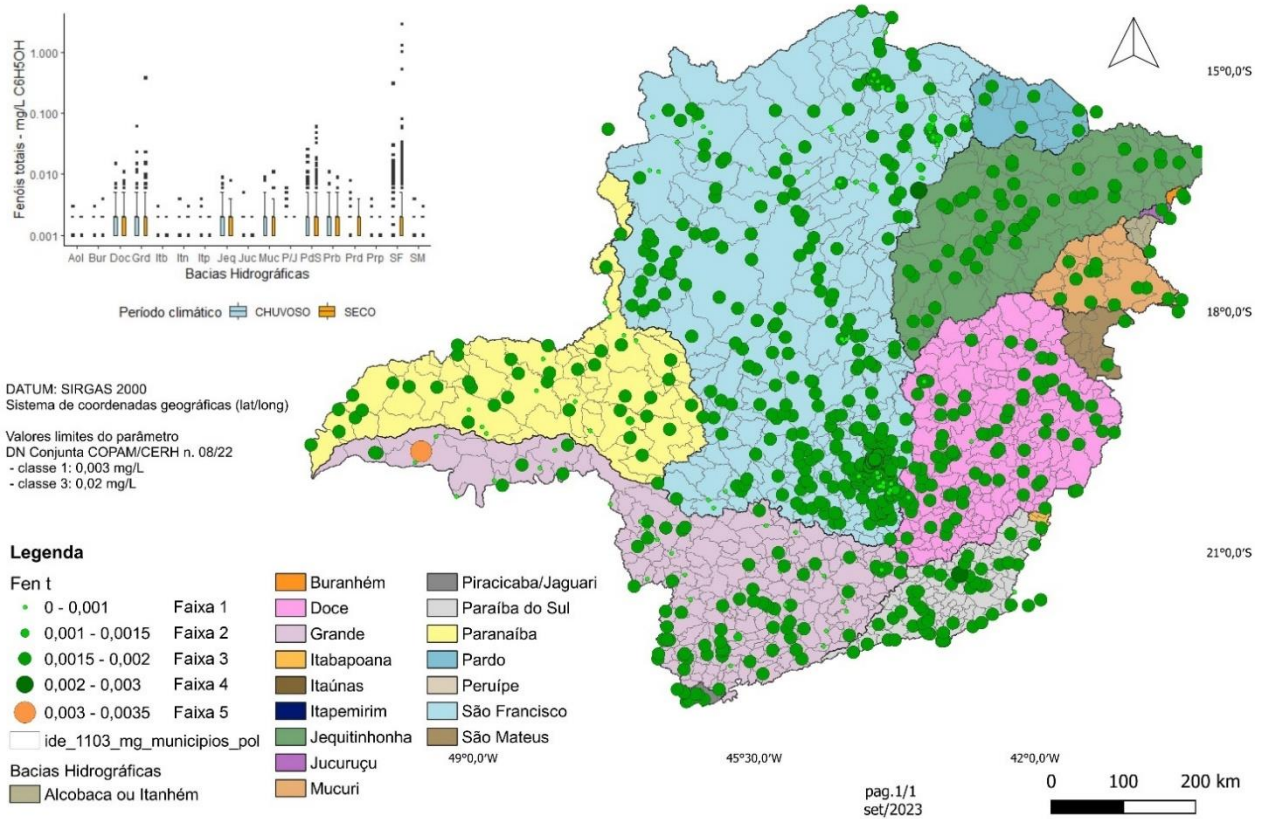 Fenóis totais - mg/L C6H5OH
1.000
0.100
0.010
0.001
Aol Bur Doc Grd Itb Itn Itp Jeq Juc Muc P/J PdS Prb Prd Prp SF SM
Bacias Hidrográficas
Período climático CHUVOSO SECO
15°0,0'S
18°0,0'S
21°0,0'S
49°0,0'W
45°0,0'W
42°0,0'W
DATUM: SIRGAS 2000
Sistema de coordenadas geográficas (lat/long)
Valores limites do parâmetro
DN Conjunta COPAM/CERH n. 08/22
- classe 1: 0,003 mg/L
- classe 3: 0,02 mg/L
Legenda
Fen t
0 - 0,001 Faixa 1
0,001 - 0,0015 Faixa 2
0,0015 - 0,002 Faixa 3
0,002 - 0,003 Faixa 4
0,003 - 0,0035 Faixa 5
ide_1103_mg_municipios_pol
Bacias Hidrográficas
Alcobaca ou Itanhém
Buranhém
Doce
Grande
Itabapoana
Itaúnas
Itapemirim
Jequitinhonha
Jucuruçu
Mucuri
Piracicaba/Jaguari
Paraíba do Sul
Paranaíba
Pardo
Peruípe
São Francisco
São Mateus
pag.1/1
set/2023
0 100 200 km